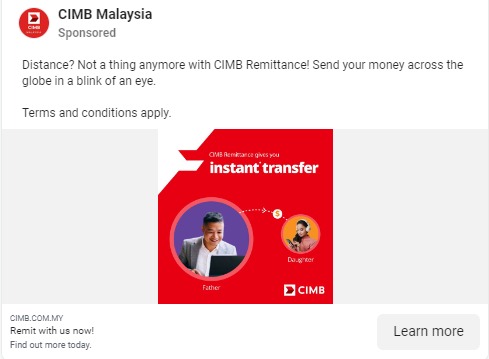 CIMB Malaysia
Sponsored
Distance? Not a thing anymore with CIMB Remittance! Send your money across the
globe in a blink of an eye.
Terms and conditions apply.
CIMB Remittance gives you
instant* transfer
$
Father
Daughter
CIMB
CIMB.COM.MY
Remit with us now!
Find out more today.
Learn more